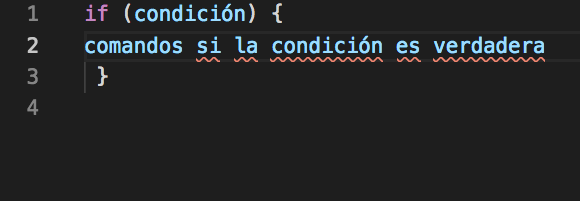 1 if (condición) {
2 comandos si la condición es verdadera
3 }
4